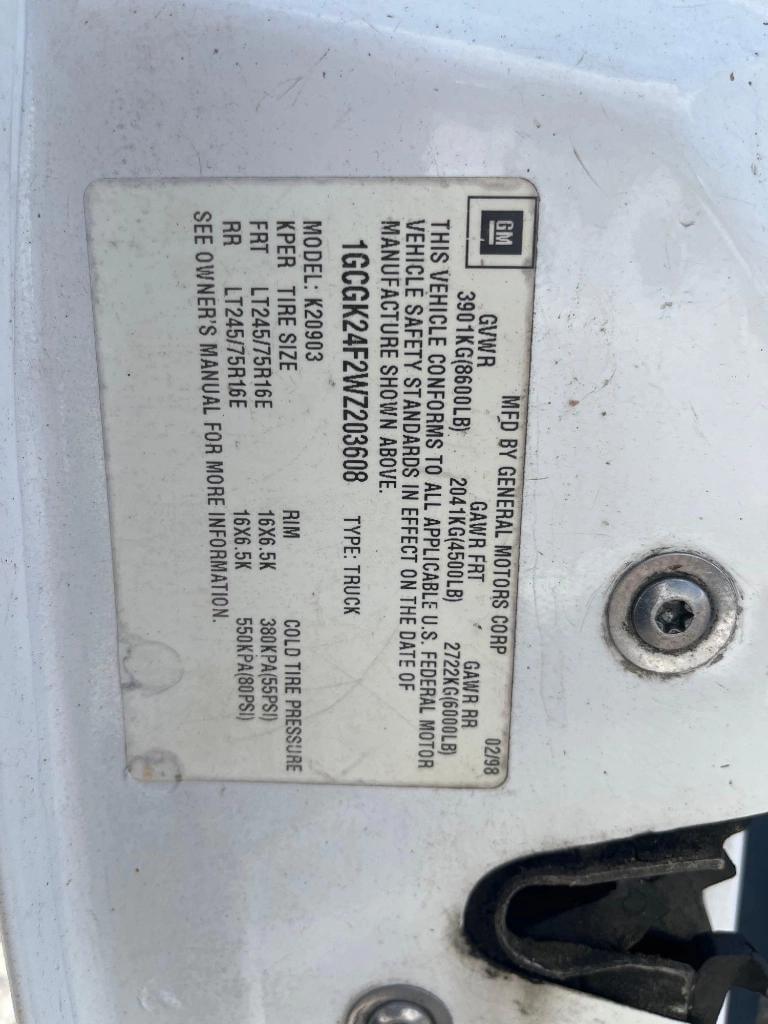 GM
MFD BY GENERAL MOTORS CORP 02/98
GVWR GAWR FRT GAWR RR
3901KG(8600LB) 2041KG(4500LB) 2722KG(6000LB)
THIS VEHICLE CONFORMS TO ALL APPLICABLE U.S. FEDERAL MOTOR
VEHICLE SAFETY STANDARDS IN EFFECT ON THE DATE OF
MANUFACTURE SHOWN ABOVE.
1GCGK24F2WZ203608 TYPE: TRUCK
MODEL: K20903
KPER TIRE SIZE RIM COLD TIRE PRESSURE
FRT LT245/75R16E 16X6.5K 380KPA(55PSI)
RR LT245/75R16E 16X6.5K 550KPA(80PSI)
SEE OWNER'S MANUAL FOR MORE INFORMATION.